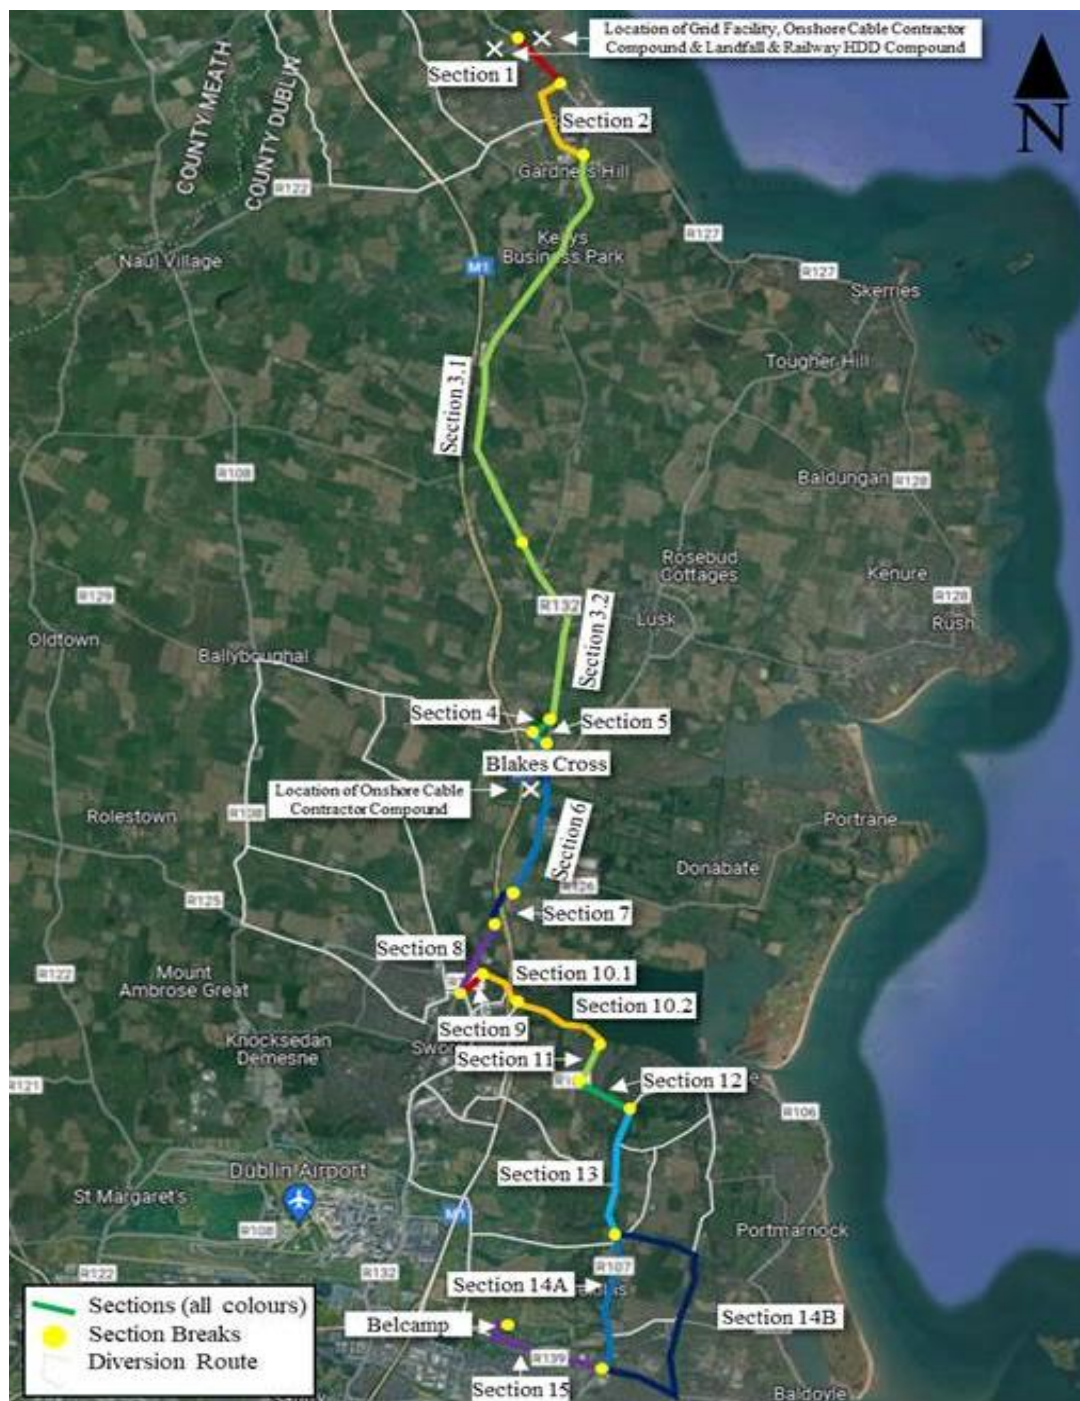 Location of Grid Facility, Onshore Cable Contractor
Compound & Landfall & Railway HDD Compound
Section 1
COUNTY MEATH
COUNTY DUBLIN
N
Section 2
Gardners Hill
R122
R127
Kellys
Business Park
Naul Village
M1
R127
Skerries
Tougher Hill
Section 3.1
R108
Baldungan
R128
Rosebud
Cottages
Kenure
R129
R132
R128
Oldtown
Lusk
Rush
Ballyboughal
Section 3.2
Section 4
Section 5
Blakes Cross
Location of Onshore Cable
Contractor Compound
Rolestown
R108
Portrane
Section 6
Donabate
R126
R125
Section 7
Section 8
R122
Mount
Ambrose Great
Section 10.1
Section 10.2
Section 9
Knocksedan
Demesne
Section 11
R121
Section 12
R106
Dublin Airport
Section 13
St Margaret's
M1
R108
Portmarnock
R122
R132
R107
Section 14A
Sections (all colours)
Section Breaks
Diversion Route
Belcamp
Section 14B
R139
Section 15
Baldoyle